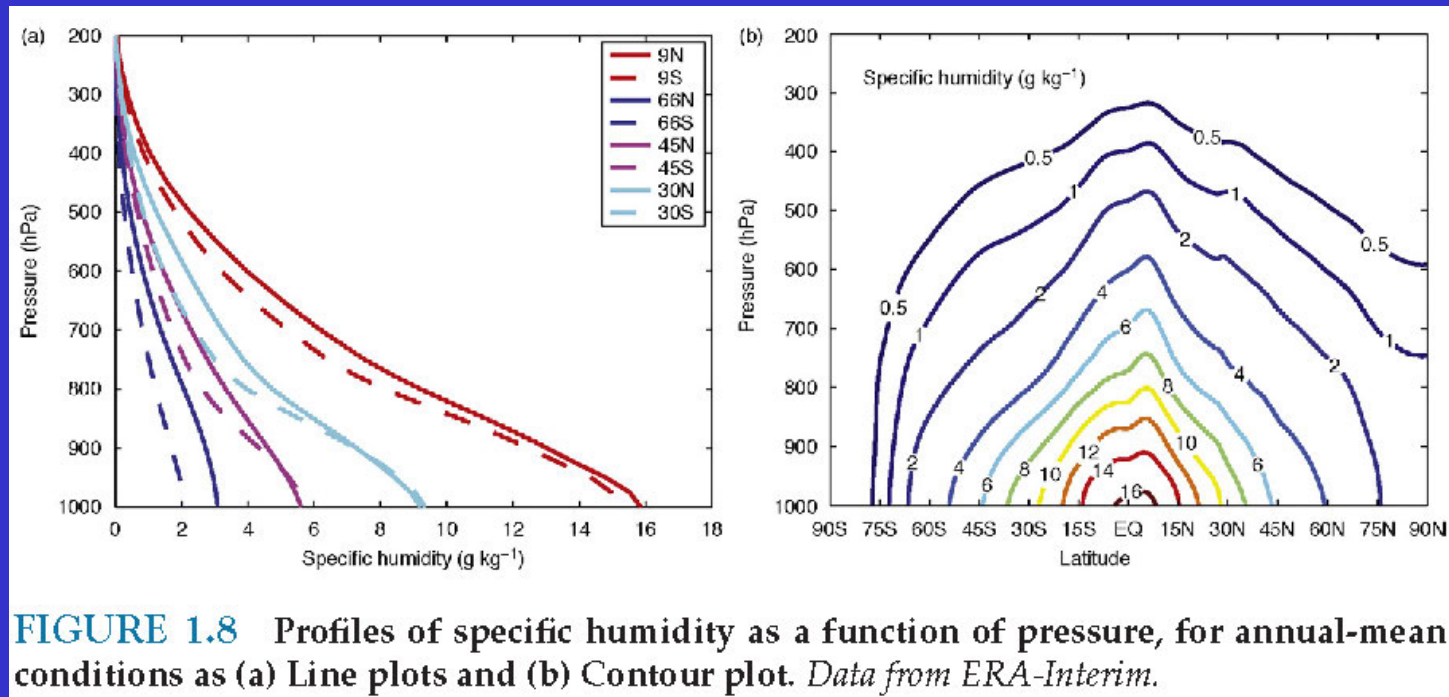 (a)
200
300
400
500
600
700
800
900
1000
Pressure (hPa)
0 2 4 6 8 10 12 14 16 18
Specific humidity (g kg⁻¹)
9N
9S
66N
66S
45N
45S
30N
30S
(b)
200
300
400
500
600
700
800
900
1000
Pressure (hPa)
Specific humidity (g kg⁻¹)
0.5 0.5
0.5 0.5
1 1
1 1
2 2
2 2
2
4 4
4 4
6
6 6
8
8
10 10
12
14
16
90S 75S 60S 45S 30S 15S EQ 15N 30N 45N 60N 75N 90N
Latitude
FIGURE 1.8 Profiles of specific humidity as a function of pressure, for annual-mean
conditions as (a) Line plots and (b) Contour plot. Data from ERA-Interim.